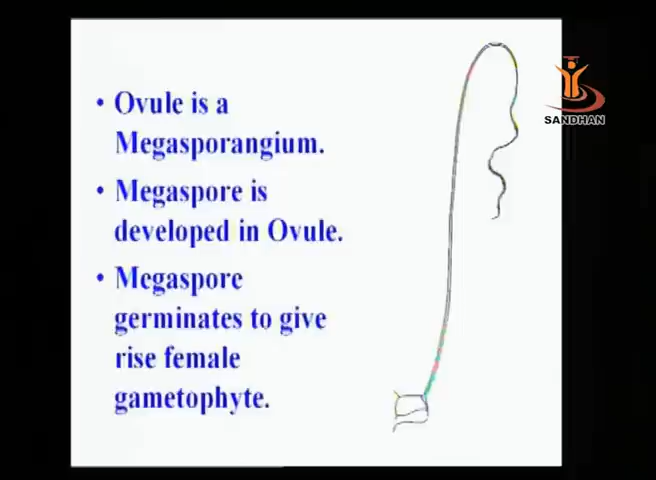 • Ovule is a
Megasporangium.
• Megaspore is
developed in Ovule.
• Megaspore
germinates to give
rise female
gametophyte.
SANDHAN